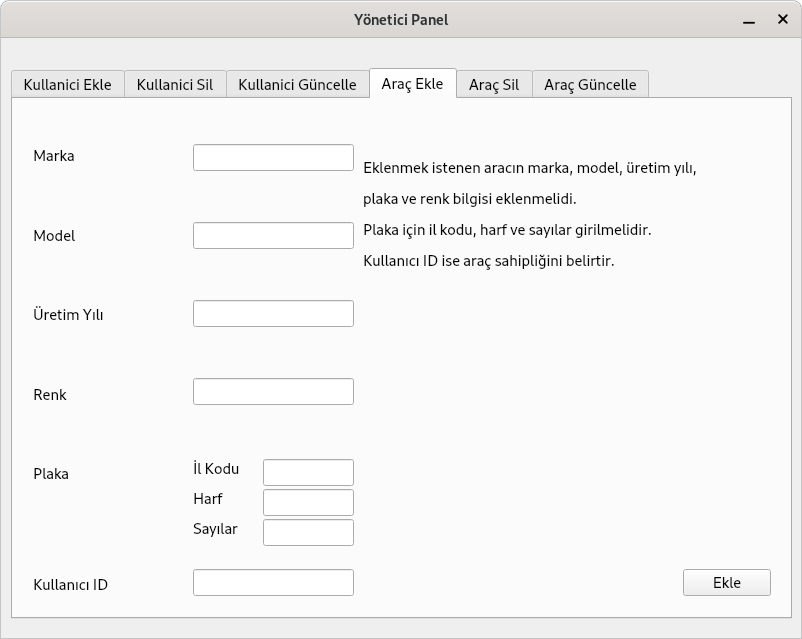 Yönetici Panel
Kullanici Ekle Kullanici Sil Kullanici Güncelle Araç Ekle Araç Sil Araç Güncelle
Marka
Eklenmek istenen aracın marka, model, üretim yılı,
plaka ve renk bilgisi eklenmelidi.
Model
Plaka için il kodu, harf ve sayılar girilmelidir.
Kullanıcı ID ise araç sahipliğini belirtir.
Üretim Yılı
Renk
Plaka
İl Kodu
Harf
Sayılar
Kullanıcı ID
Ekle